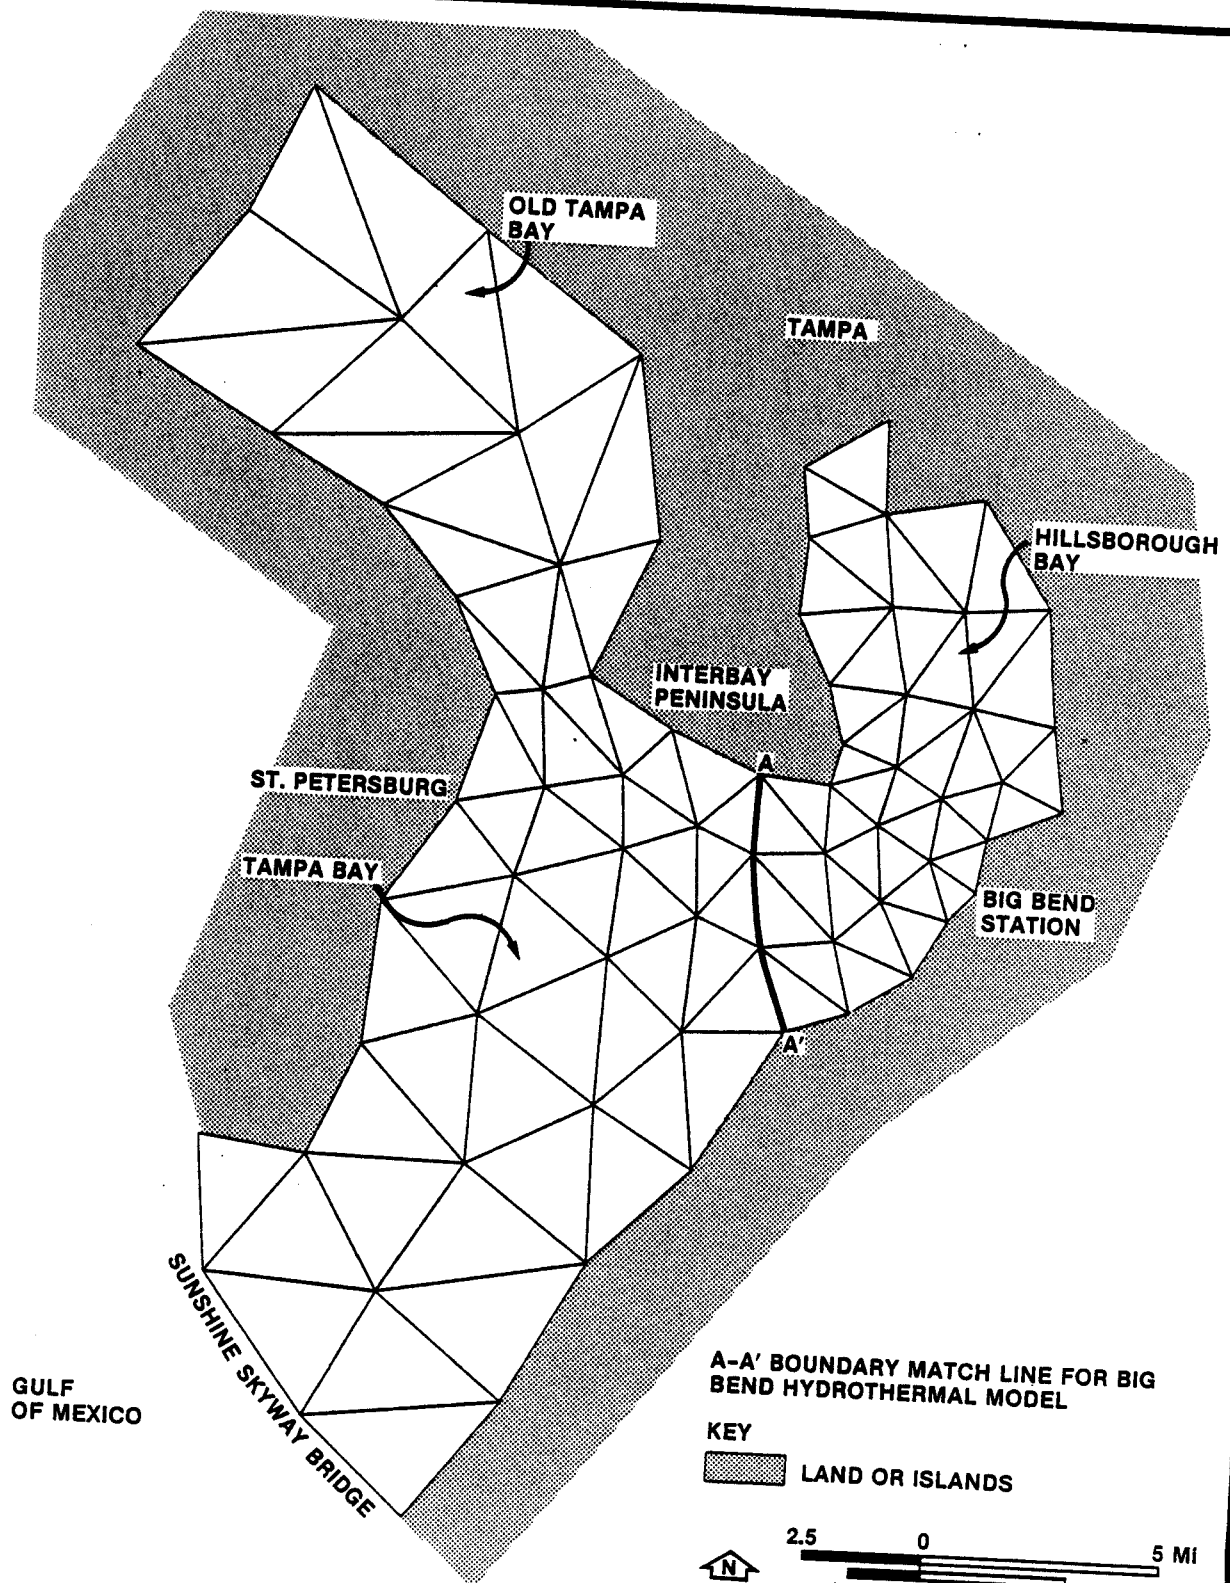 OLD TAMPA
BAY
TAMPA
HILLSBOROUGH
BAY
INTERBAY
PENINSULA
A
ST. PETERSBURG
TAMPA BAY
BIG BEND
STATION
A'
SUNSHINE SKYWAY BRIDGE
GULF
OF MEXICO
A-A' BOUNDARY MATCH LINE FOR BIG
BEND HYDROTHERMAL MODEL
KEY
LAND OR ISLANDS
2.5 0 5 MI
N